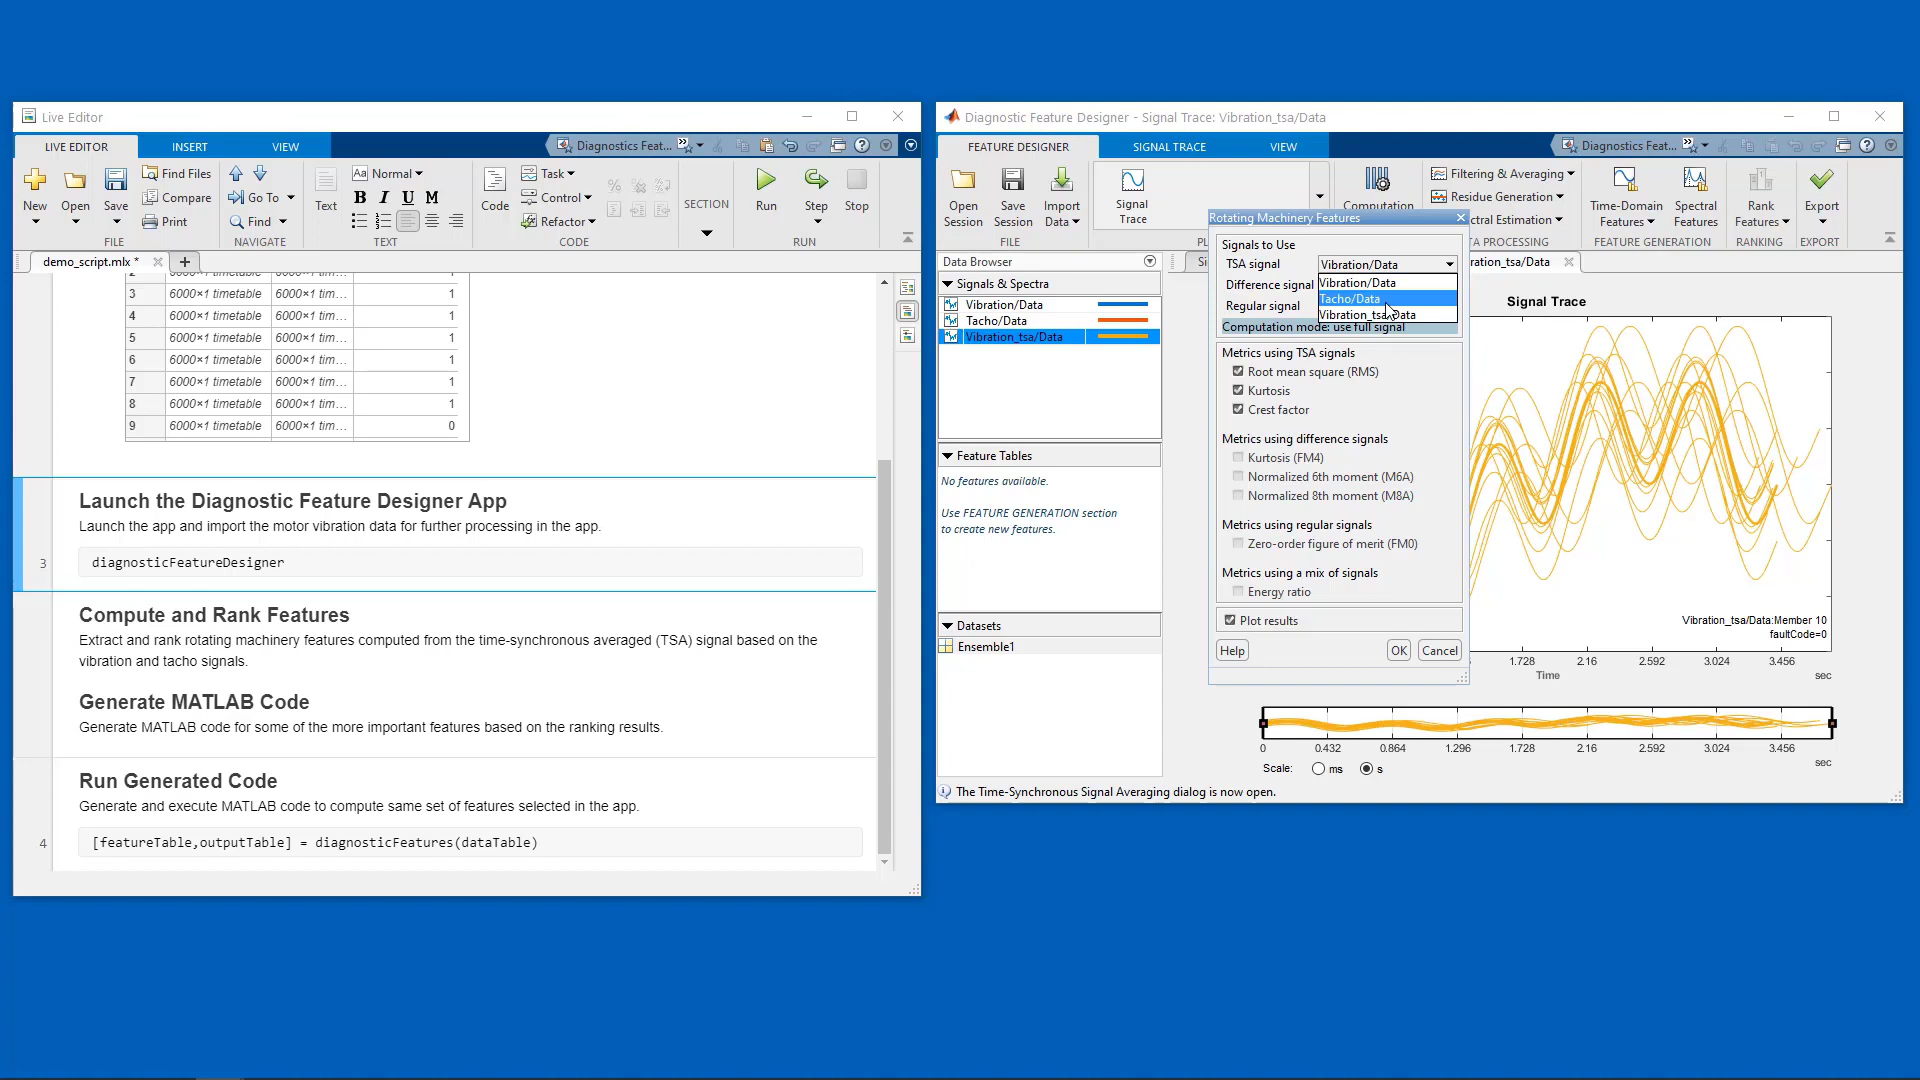 Live Editor
LIVE EDITOR INSERT VIEW
Diagnostics Feat...
New
Open
Save
Find Files
Compare
Print
FILE
Go To
Find
NAVIGATE
Text
Normal
B I U M
TEXT
Code
Task
Control
Refactor
CODE
SECTION
Run
Step
Stop
RUN
demo_script.mlx *
3 6000×1 timetable 6000×1 tim... 1
4 6000×1 timetable 6000×1 tim... 1
5 6000×1 timetable 6000×1 tim... 1
6 6000×1 timetable 6000×1 tim... 1
7 6000×1 timetable 6000×1 tim... 1
8 6000×1 timetable 6000×1 tim... 1
9 6000×1 timetable 6000×1 tim... 0
Launch the Diagnostic Feature Designer App
Launch the app and import the motor vibration data for further processing in the app.
3 diagnosticFeatureDesigner
Compute and Rank Features
Extract and rank rotating machinery features computed from the time-synchronous averaged (TSA) signal based on the
vibration and tacho signals.
Generate MATLAB Code
Generate MATLAB code for some of the more important features based on the ranking results.
Run Generated Code
Generate and execute MATLAB code to compute same set of features selected in the app.
4 [featureTable,outputTable] = diagnosticFeatures(dataTable)
Diagnostic Feature Designer - Signal Trace: Vibration_tsa/Data
FEATURE DESIGNER SIGNAL TRACE VIEW
Diagnostics Feat...
Open
Session
Save
Session
Import
Data
FILE
Signal
Trace
PL
Computation
Filtering & Averaging
Residue Generation
ctral Estimation
A PROCESSING
Time-Domain
Features
Spectral
Features
FEATURE GENERATION
Rank
Features
RANKING
Export
EXPORT
Data Browser
Signals & Spectra
Vibration/Data
Tacho/Data
Vibration_tsa/Data
Feature Tables
No features available.
Use FEATURE GENERATION section
to create new features.
Datasets
Ensemble1
Si
ration_tsa/Data
Rotating Machinery Features
Signals to Use
TSA signal Vibration/Data
Vibration/Data
Difference signal
Tacho/Data
Regular signal
Vibration_tsa/Data
Computation mode: use full signal
Metrics using TSA signals
Root mean square (RMS)
Kurtosis
Crest factor
Metrics using difference signals
Kurtosis (FM4)
Normalized 6th moment (M6A)
Normalized 8th moment (M8A)
Metrics using regular signals
Zero-order figure of merit (FM0)
Metrics using a mix of signals
Energy ratio
Plot results
Help OK Cancel
Signal Trace
Vibration_tsa/Data:Member 10
faultCode=0
1.728 2.16 2.592 3.024 3.456
Time
sec
0 0.432 0.864 1.296 1.728 2.16 2.592 3.024 3.456
sec
Scale: ms s
The Time-Synchronous Signal Averaging dialog is now open.